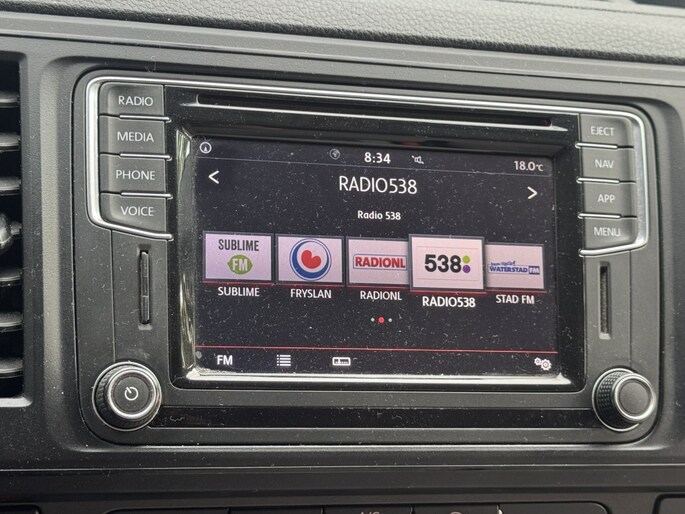 RADIO
MEDIA
PHONE
VOICE
EJECT
NAV
APP
MENU
8:34
18.0°C
RADIO538
Radio 538
SUBLIME
FM
RADIONL
538
WATERSTAD FM
SUBLIME
FRYSLAN
RADIONL
RADIO538
STAD FM
FM